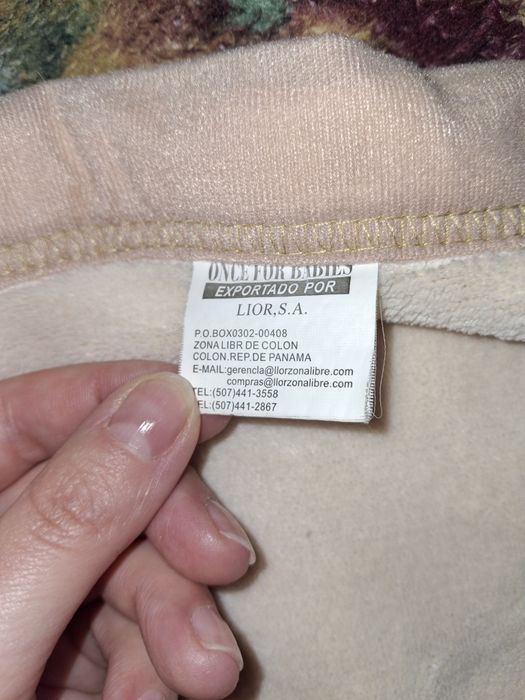 ONCE FOR BABIES
EXPORTADO POR
LIOR,S.A.
P.O.BOX0302-00408
ZONA LIBR DE COLON
COLON.REP.DE PANAMA
E-MAIL:gerencla@llorzonalibre.com
compras@llorzonalibre.com
TEL:(507)441-3558
TEL:(507)441-2867